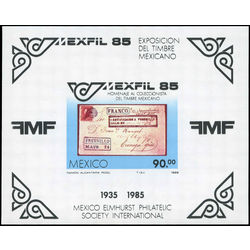 MEXFIL 85
EXPOSICION
DEL TIMBRE
MEXICANO
MEXFIL 85
HOMENAJE AL COLECCIONISTA
DEL TIMBRE MEXICANO
FMF
FMF
FRANCO
FRESNILLO
MEXICO
90.00
1935 1985
MEXICO ELMHURST PHILATELIC
SOCIETY INTERNATIONAL